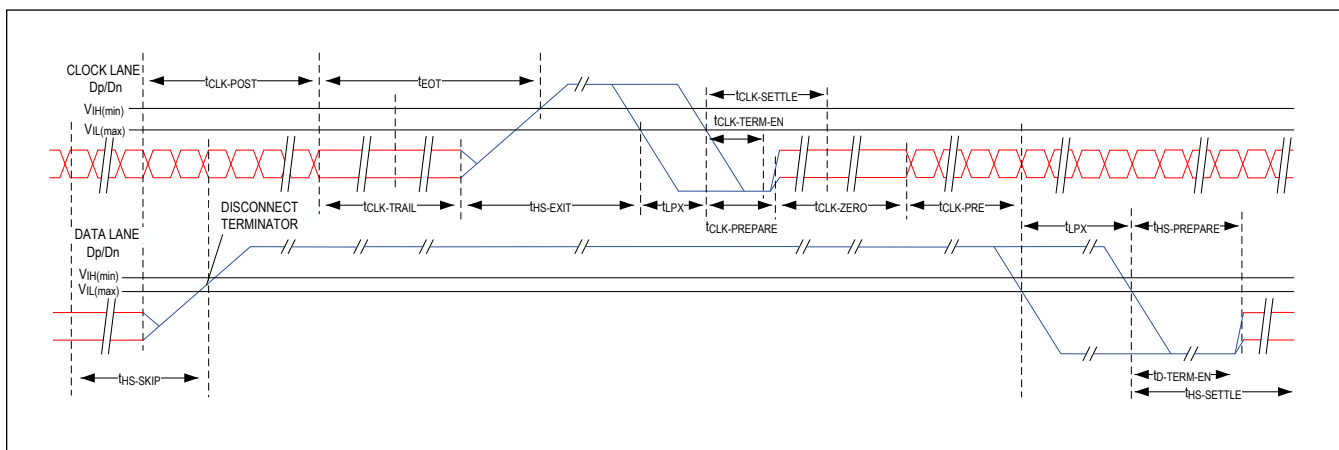 CLOCK LANE
Dp/Dn
tCLK-POST
tEOT
tCLK-SETTLE
VIH(min)
tCLK-TERM-EN
VIL(max)
tCLK-TRAIL
tHS-EXIT
tLPX
tCLK-ZERO
tCLK-PRE
tCLK-PREPARE
DISCONNECT
TERMINATOR
DATA LANE
Dp/Dn
tLPX
tHS-PREPARE
VIH(min)
VIL(max)
tHS-SKIP
tD-TERM-EN
tHS-SETTLE